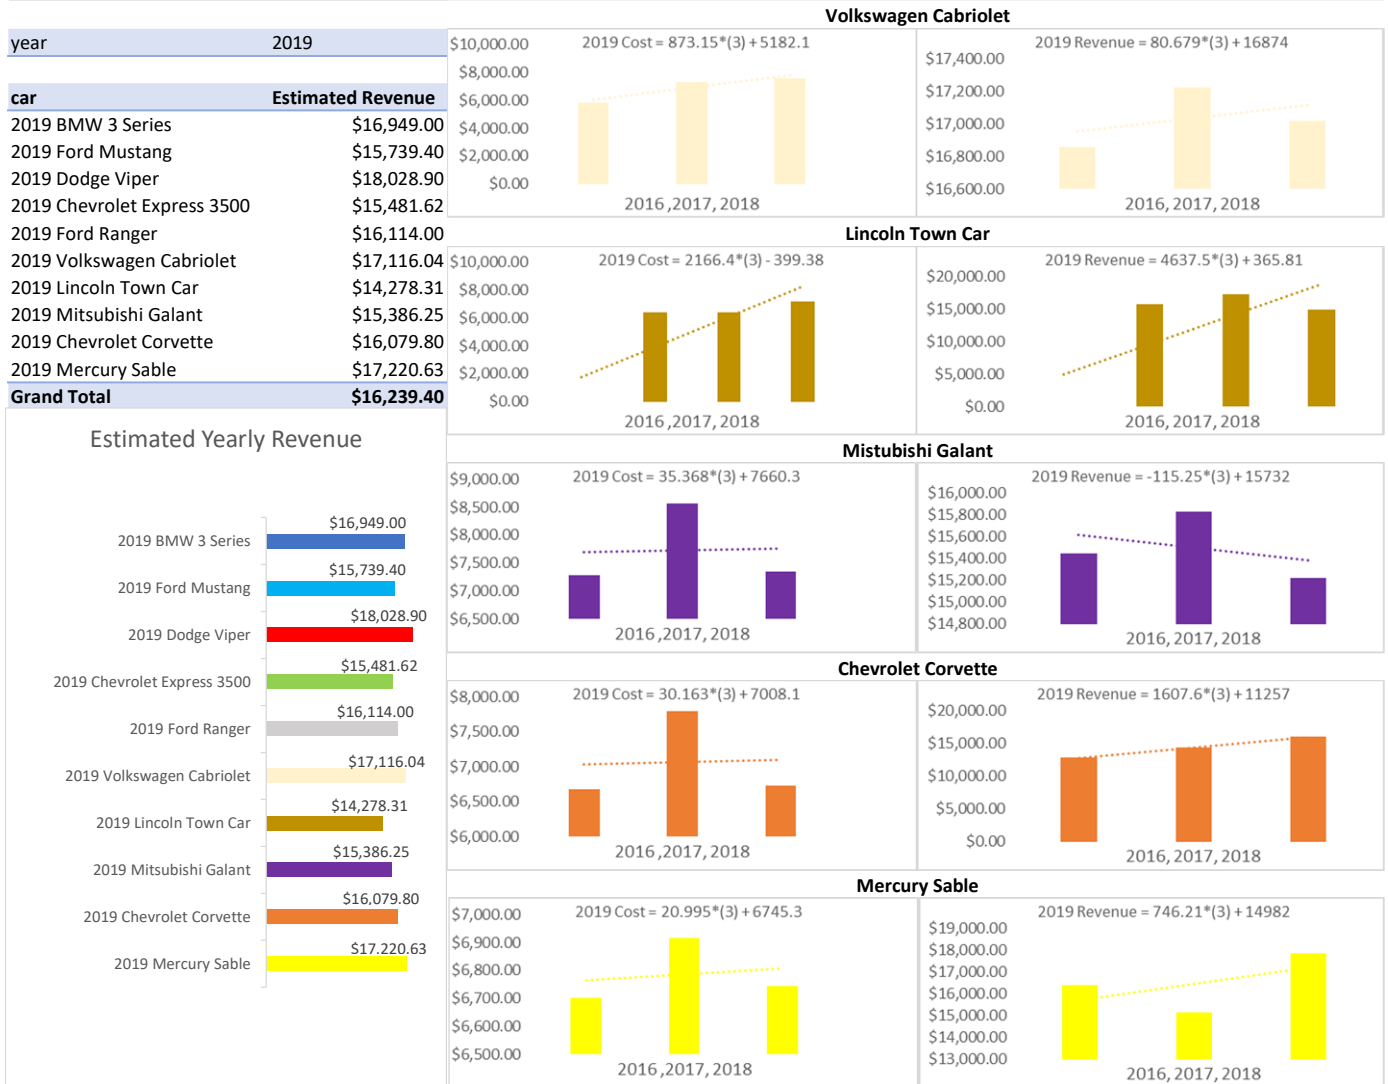 year 2019
car Estimated Revenue
2019 BMW 3 Series $16,949.00
2019 Ford Mustang $15,739.40
2019 Dodge Viper $18,028.90
2019 Chevrolet Express 3500 $15,481.62
2019 Ford Ranger $16,114.00
2019 Volkswagen Cabriolet $17,116.04
2019 Lincoln Town Car $14,278.31
2019 Mitsubishi Galant $15,386.25
2019 Chevrolet Corvette $16,079.80
2019 Mercury Sable $17,220.63
Grand Total $16,239.40
Estimated Yearly Revenue
2019 BMW 3 Series $16,949.00
2019 Ford Mustang $15,739.40
2019 Dodge Viper $18,028.90
2019 Chevrolet Express 3500 $15,481.62
2019 Ford Ranger $16,114.00
2019 Volkswagen Cabriolet $17,116.04
2019 Lincoln Town Car $14,278.31
2019 Mitsubishi Galant $15,386.25
2019 Chevrolet Corvette $16,079.80
2019 Mercury Sable $17.220.63
Volkswagen Cabriolet
2019 Cost = 873.15*(3) + 5182.1
$10,000.00
$8,000.00
$6,000.00
$4,000.00
$2,000.00
$0.00
2016 ,2017, 2018
2019 Revenue = 80.679*(3) + 16874
$17,400.00
$17,200.00
$17,000.00
$16,800.00
$16,600.00
2016, 2017, 2018
Lincoln Town Car
2019 Cost = 2166.4*(3) - 399.38
$10,000.00
$8,000.00
$6,000.00
$4,000.00
$2,000.00
$0.00
2016 ,2017, 2018
2019 Revenue = 4637.5*(3) + 365.81
$20,000.00
$15,000.00
$10,000.00
$5,000.00
$0.00
2016, 2017, 2018
Mistubishi Galant
2019 Cost = 35.368*(3) + 7660.3
$9,000.00
$8,500.00
$8,000.00
$7,500.00
$7,000.00
$6,500.00
2016 ,2017, 2018
2019 Revenue = -115.25*(3) + 15732
$16,000.00
$15,800.00
$15,600.00
$15,400.00
$15,200.00
$15,000.00
$14,800.00
2016, 2017, 2018
Chevrolet Corvette
2019 Cost = 30.163*(3) + 7008.1
$8,000.00
$7,500.00
$7,000.00
$6,500.00
$6,000.00
2016 ,2017, 2018
2019 Revenue = 1607.6*(3) + 11257
$20,000.00
$15,000.00
$10,000.00
$5,000.00
$0.00
2016, 2017, 2018
Mercury Sable
2019 Cost = 20.995*(3) + 6745.3
$7,000.00
$6,900.00
$6,800.00
$6,700.00
$6,600.00
$6,500.00
2016 ,2017, 2018
2019 Revenue = 746.21*(3) + 14982
$19,000.00
$18,000.00
$17,000.00
$16,000.00
$15,000.00
$14,000.00
$13,000.00
2016, 2017, 2018